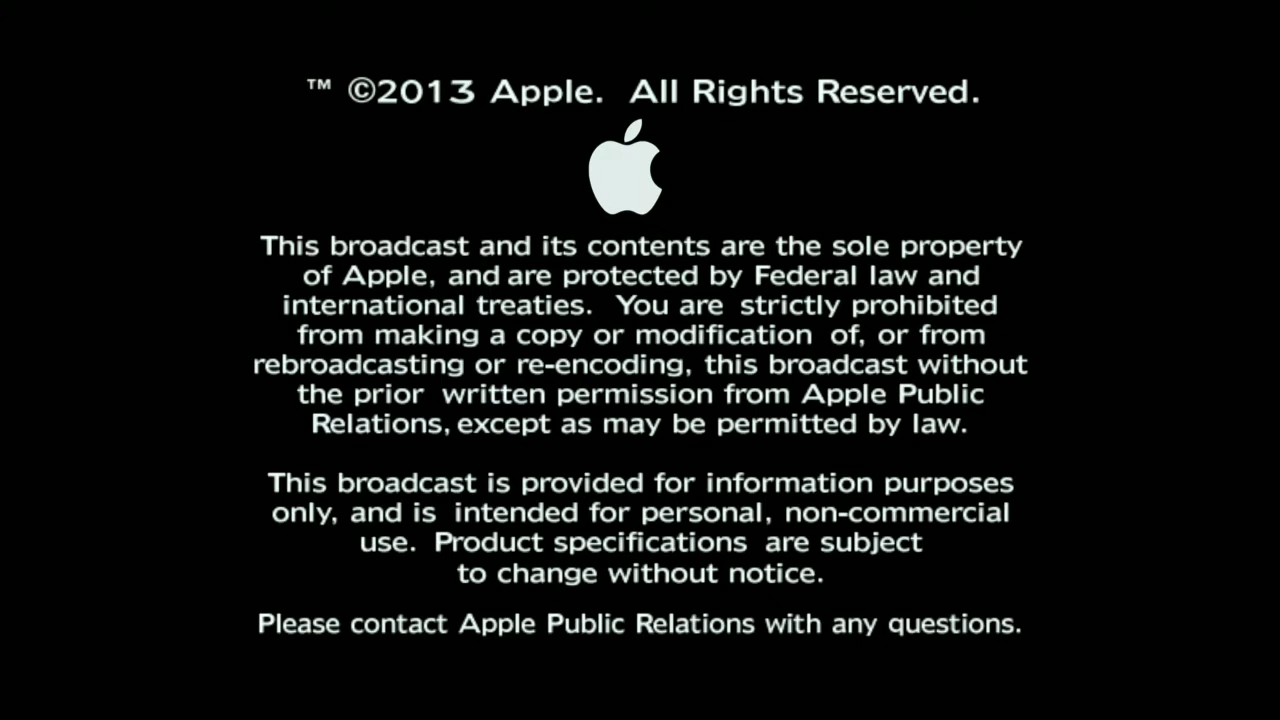 ™ ©2013 Apple.  All Rights Reserved.
This broadcast and its contents are the sole property
of Apple, and are protected by Federal law and
international treaties.  You are  strictly prohibited
from making a copy or modification  of, or from
rebroadcasting or re-encoding, this broadcast without
the prior  written permission from Apple Public
Relations, except as may be permitted by law.
This broadcast is provided for information purposes
only, and is  intended for personal, non-commercial
use.  Product specifications  are subject
to change without notice.
Please contact Apple Public Relations with any questions.